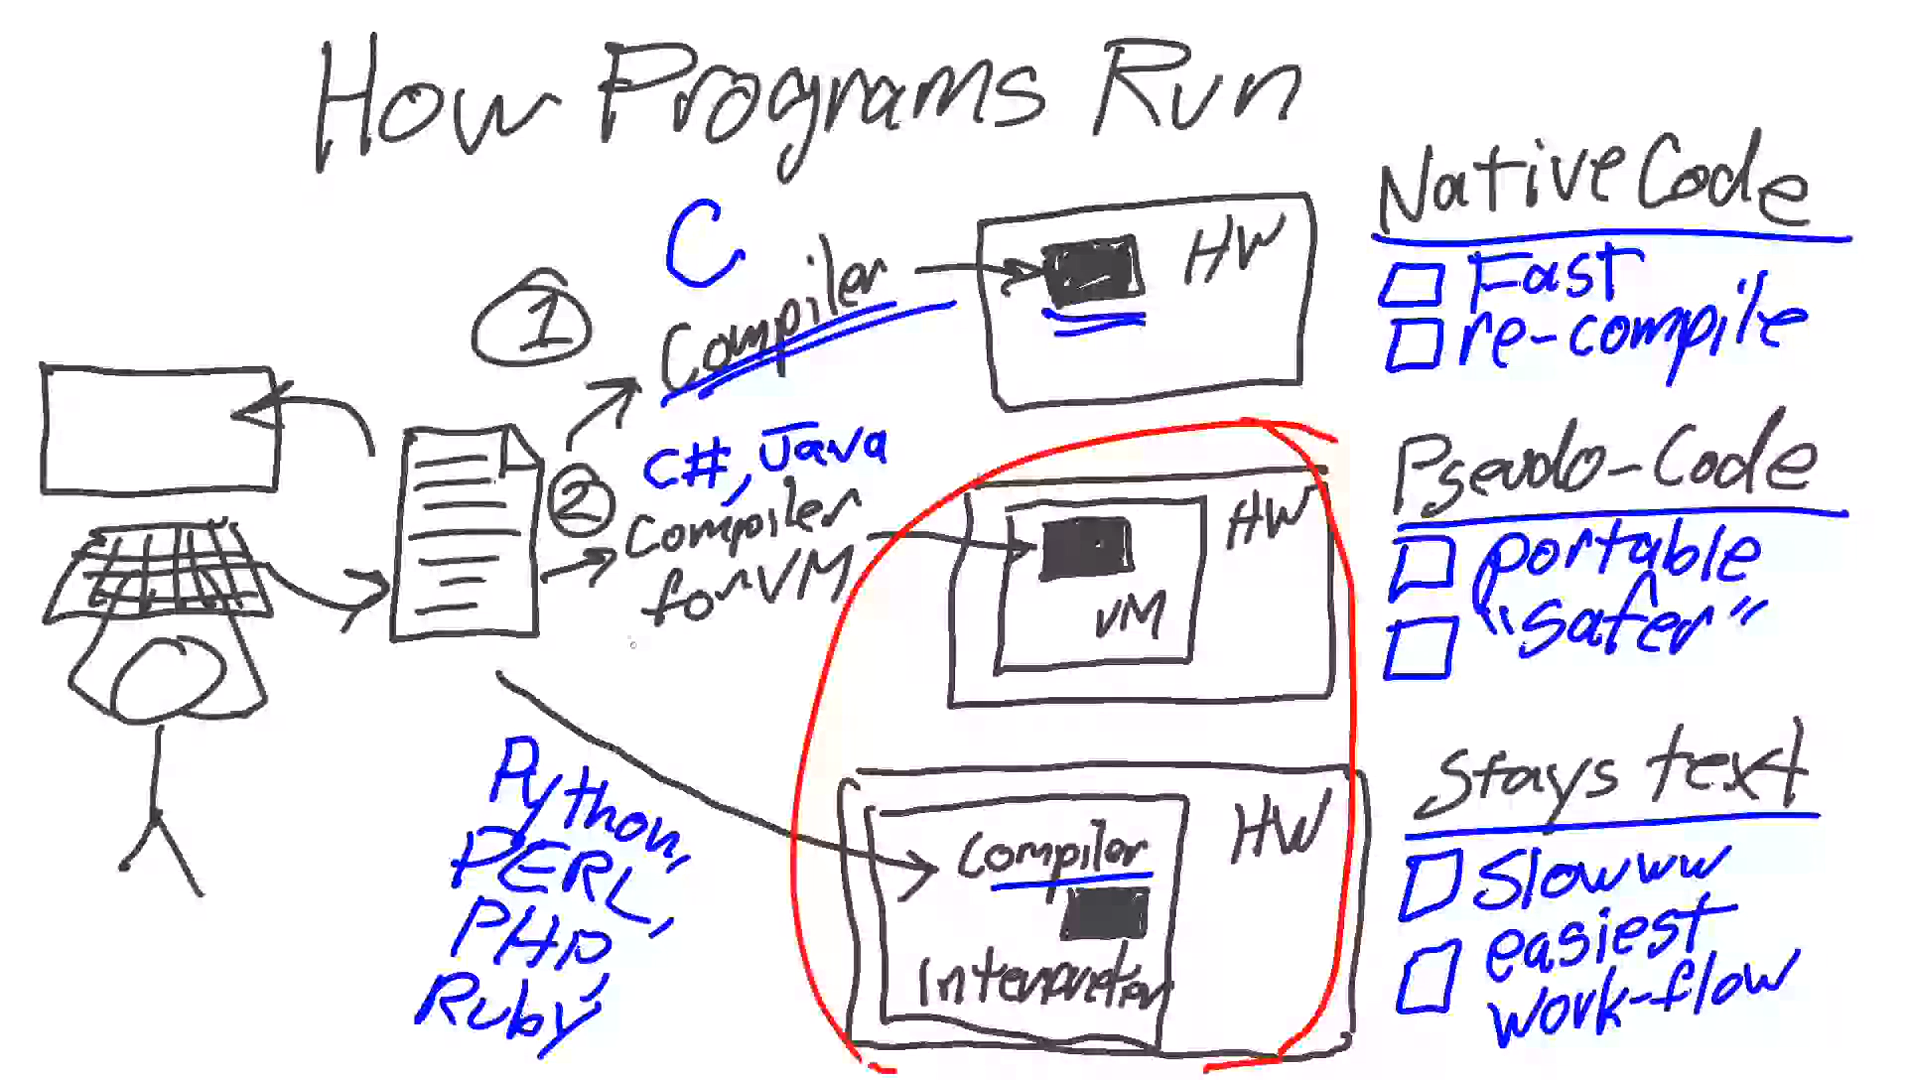 How Programs Run
1
C
Compiler
HW
Native Code
Fast
re-compile
2
C#, Java
Compiler
for VM
HW
VM
Pseudo-Code
portable
"safer"
Python,
PERL,
PHP,
Ruby
Compiler
Interpreter
HW
Stays text
Slowww
easiest
work-flow